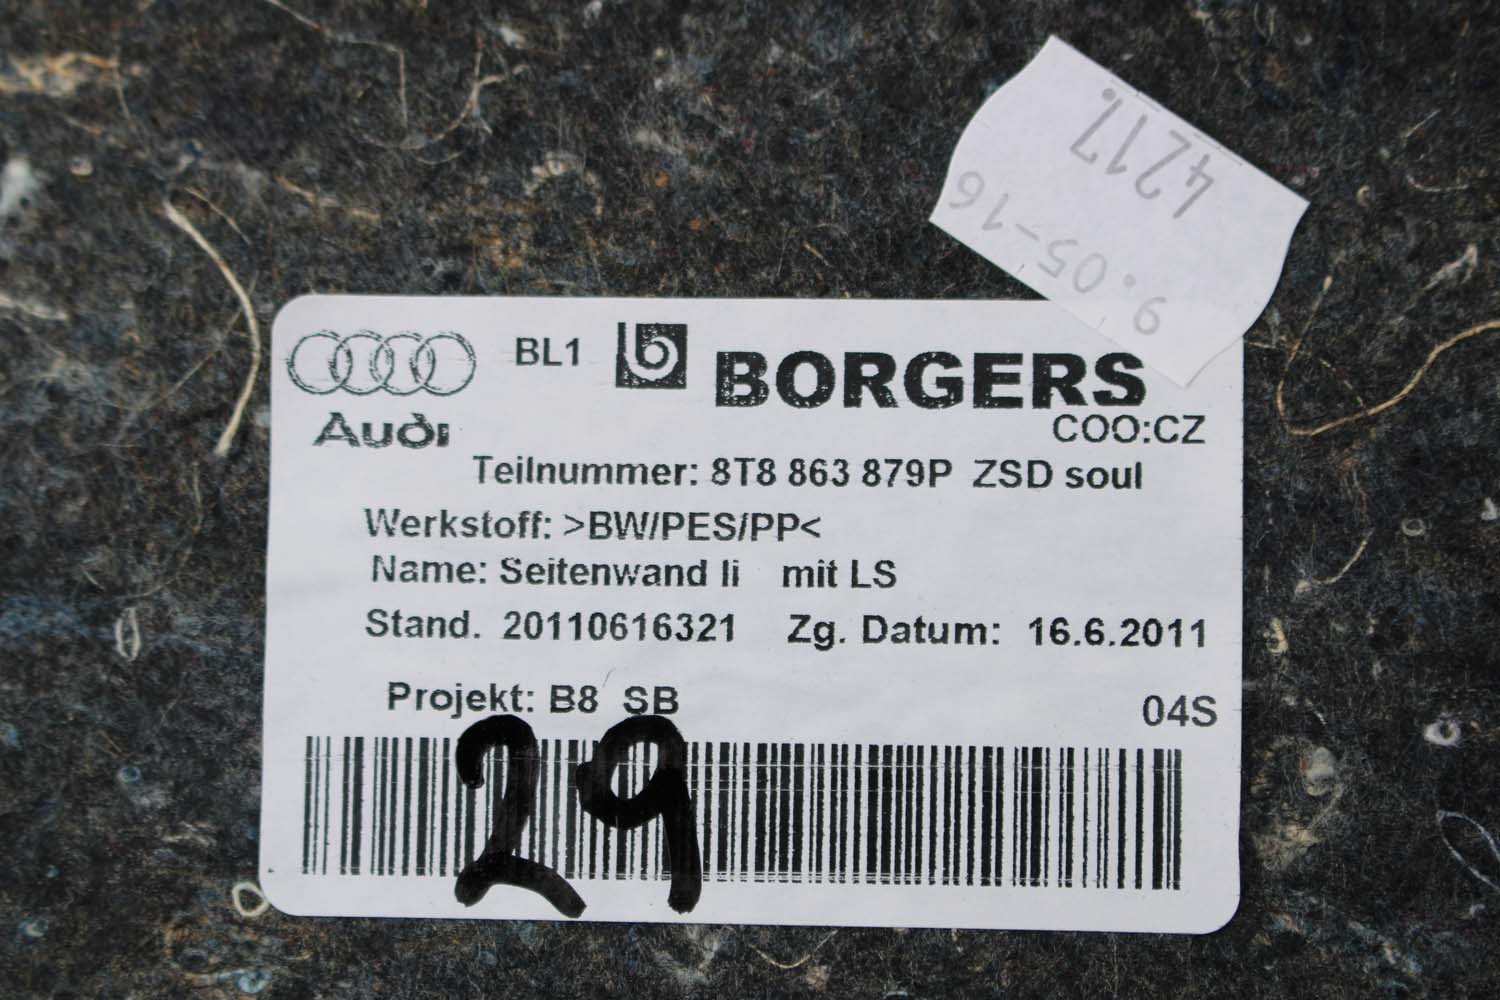 4217.
9.05-16
BL1 b BORGERS
Audi
COO:CZ
Teilnummer: 8T8 863 879P ZSD soul
Werkstoff: >BW/PES/PP<
Name: Seitenwand li mit LS
Stand. 20110616321 Zg. Datum: 16.6.2011
Projekt: B8 SB
04S
29